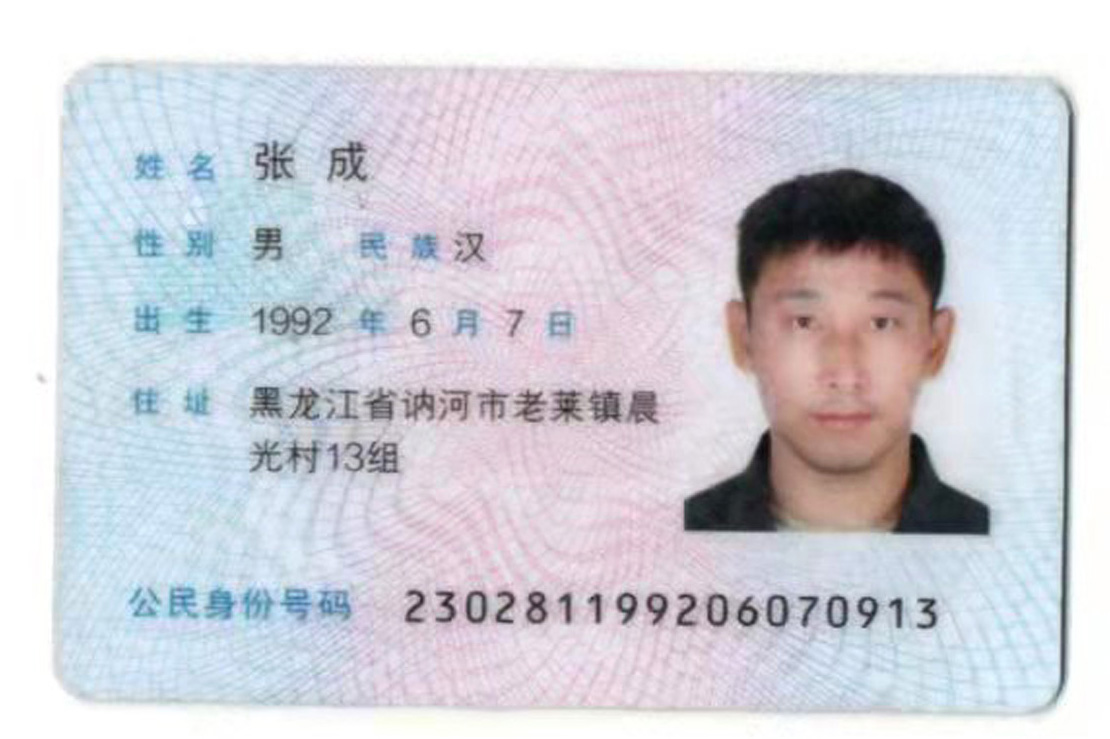 姓名 张成
性别 男 民族 汉
出生 1992 年 6 月 7 日
住址 黑龙江省讷河市老莱镇晨
光村13组
公民身份号码 230281199206070913